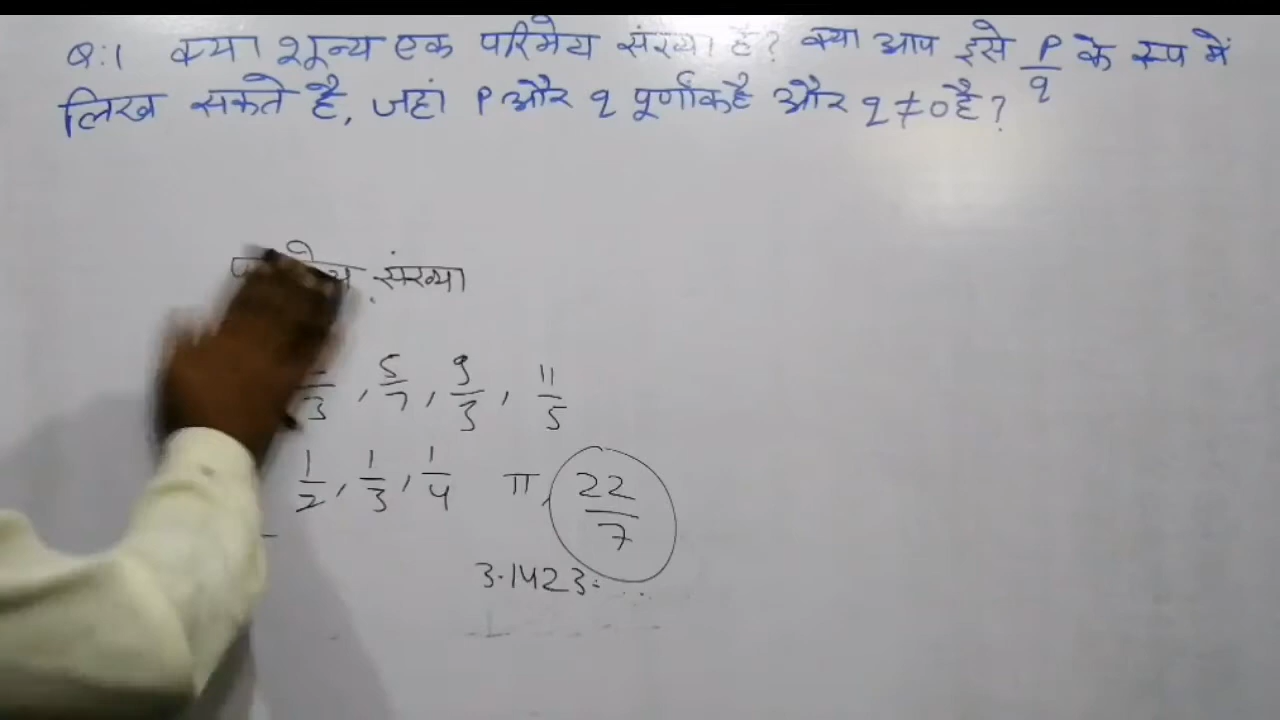 Q:1 क्या शून्य एक परिमेय संख्या है? क्या आप इसे P/q के रूप में
लिख सकते है, जहां P और q पूर्णांक है और q ≠ 0 है?
संख्या
5/7, 9/3, 11/5
1/2, 1/3, 1/4 π, 22/7
3.1423...